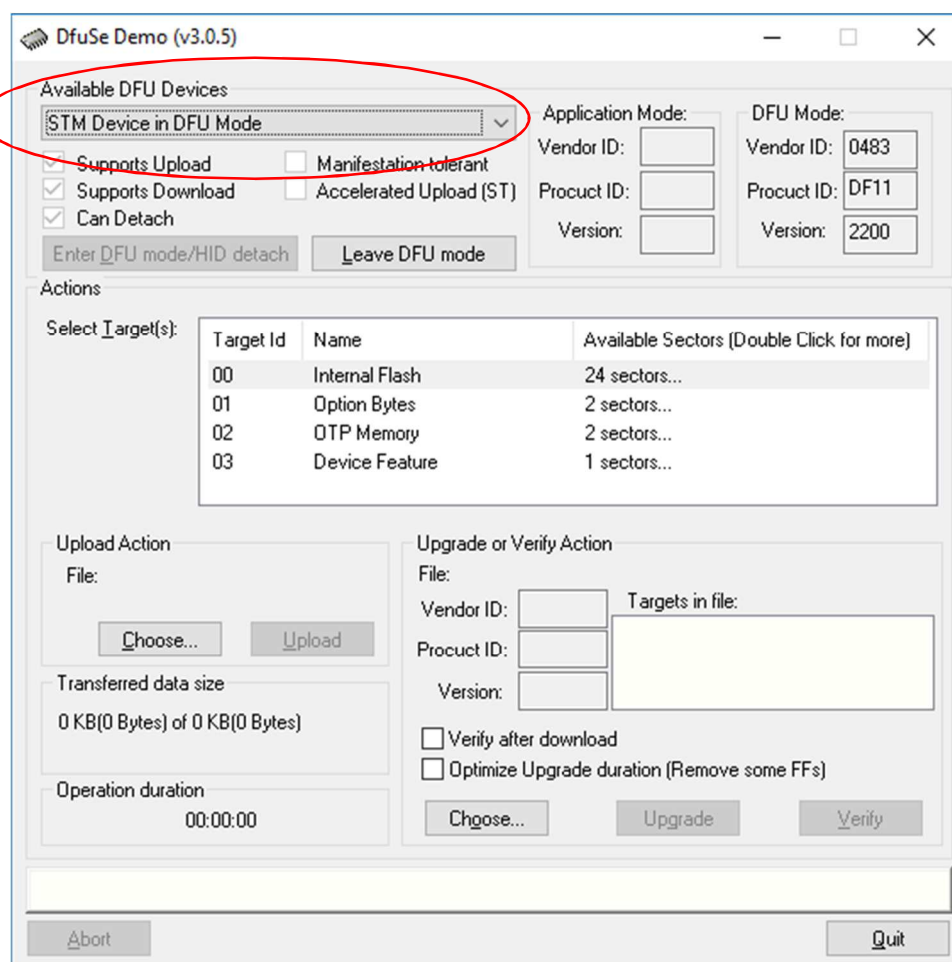 DfuSe Demo (v3.0.5)
Available DFU Devices
STM Device in DFU Mode
Supports Upload
Manifestation tolerant
Supports Download
Accelerated Upload (ST)
Can Detach
Enter DFU mode/HID detach
Leave DFU mode
Application Mode:
Vendor ID:
Procuct ID:
Version:
DFU Mode:
Vendor ID: 0483
Procuct ID: DF11
Version: 2200
Actions
Select Target(s):
Target Id Name Available Sectors (Double Click for more)
00 Internal Flash 24 sectors...
01 Option Bytes 2 sectors...
02 OTP Memory 2 sectors...
03 Device Feature 1 sectors...
Upload Action
File:
Choose...
Upload
Transferred data size
0 KB(0 Bytes) of 0 KB(0 Bytes)
Operation duration
00:00:00
Upgrade or Verify Action
File:
Vendor ID:
Procuct ID:
Version:
Targets in file:
Verify after download
Optimize Upgrade duration (Remove some FFs)
Choose...
Upgrade
Verify
Abort
Quit